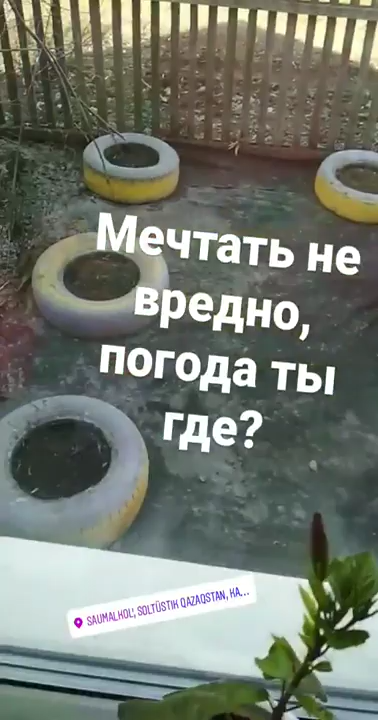 Мечтать не
вредно,
погода ты
где?
SAUMALKOL', SOLTÜSTIK QAZAQSTAN, KA...